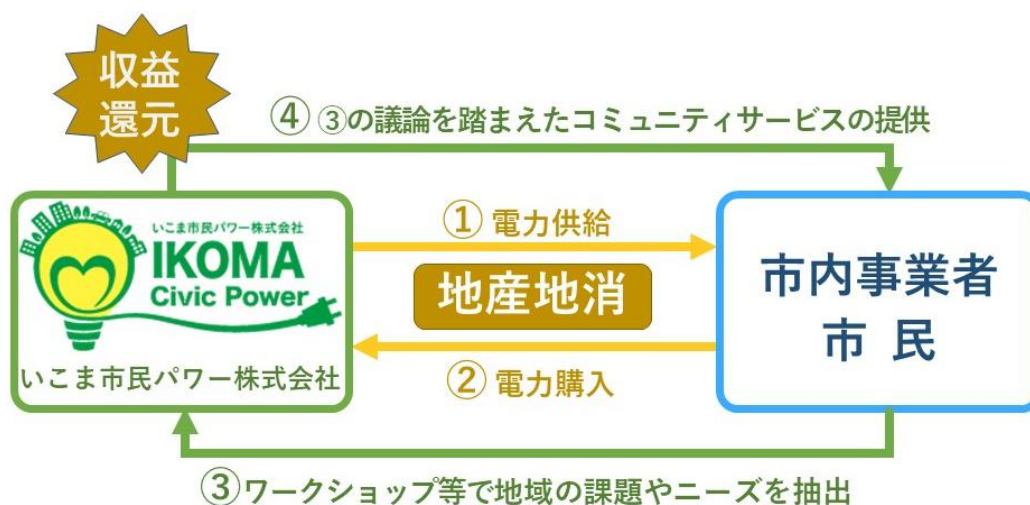 収益
還元
④ ③の議論を踏まえたコミュニティサービスの提供
いこま市民パワー株式会社
IKOMA
Civic Power
いこま市民パワー株式会社
① 電力供給
地産地消
② 電力購入
市内事業者
市 民
③ワークショップ等で地域の課題やニーズを抽出